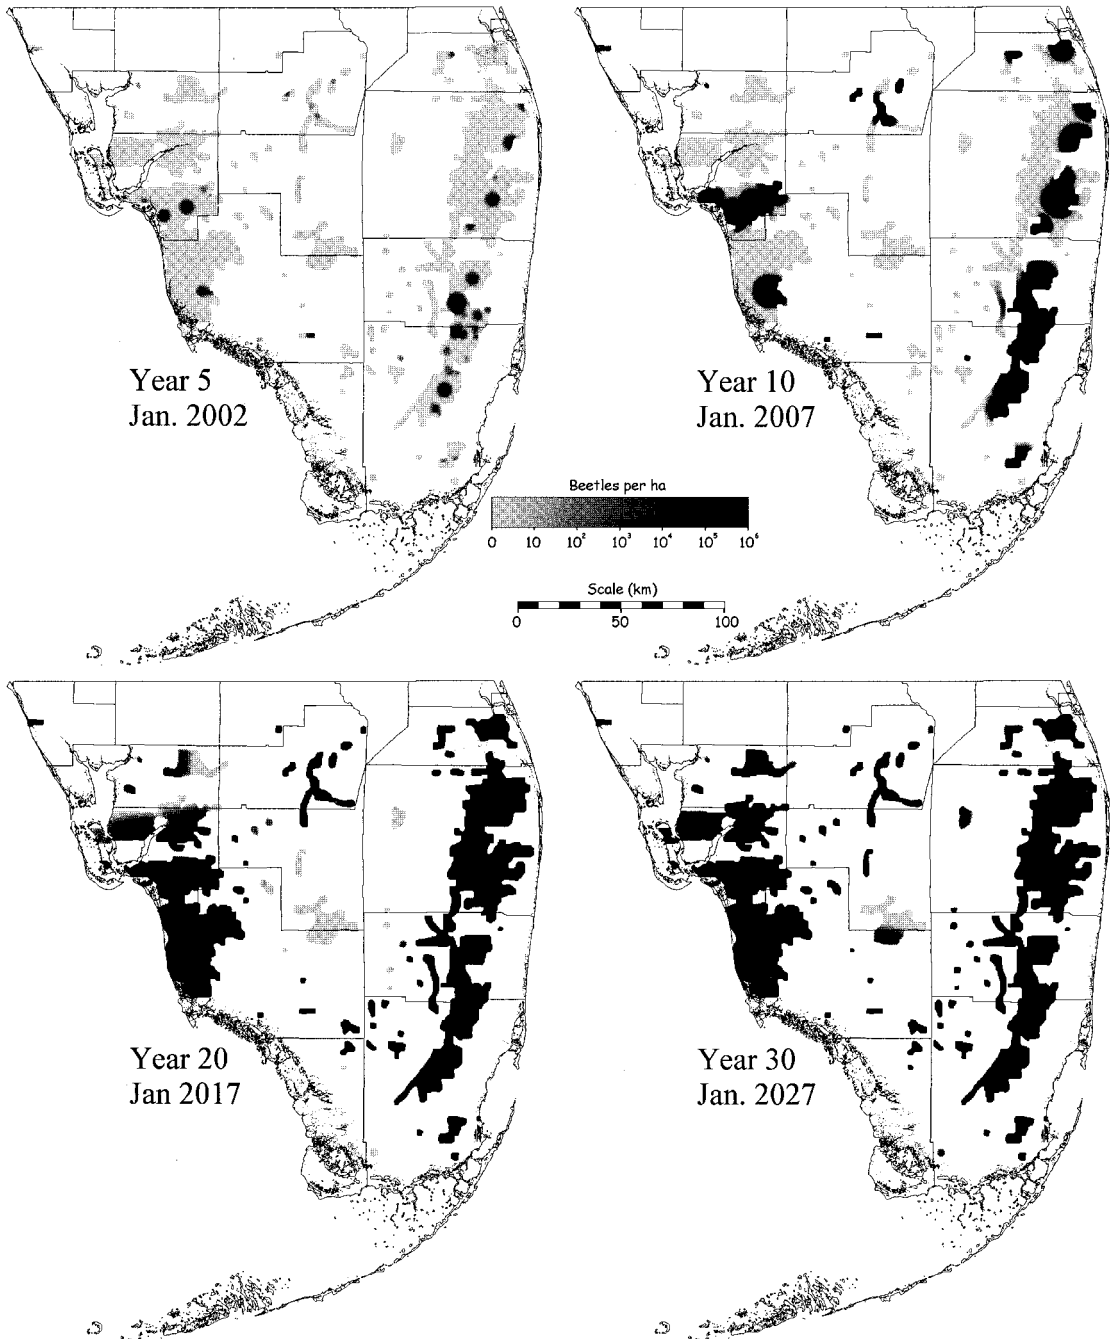 Year 5
Jan. 2002
Year 10
Jan. 2007
Beetles per ha
0 10 10² 10³ 10⁴ 10⁵ 10⁶
Scale (km)
0 50 100
Year 20
Jan 2017
Year 30
Jan. 2027